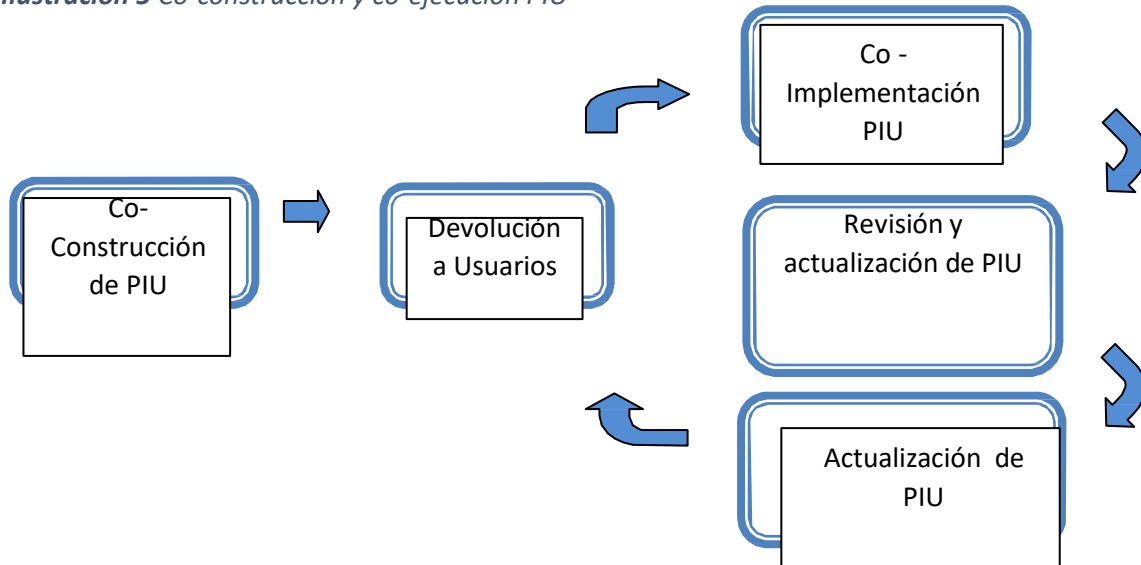 Ilustración 5 Co-construcción y co-ejecución PIU
Co-
Construcción
de PIU
Devolución
a Usuarios
Co -
Implementación
PIU
Revisión y
actualización de PIU
Actualización de
PIU